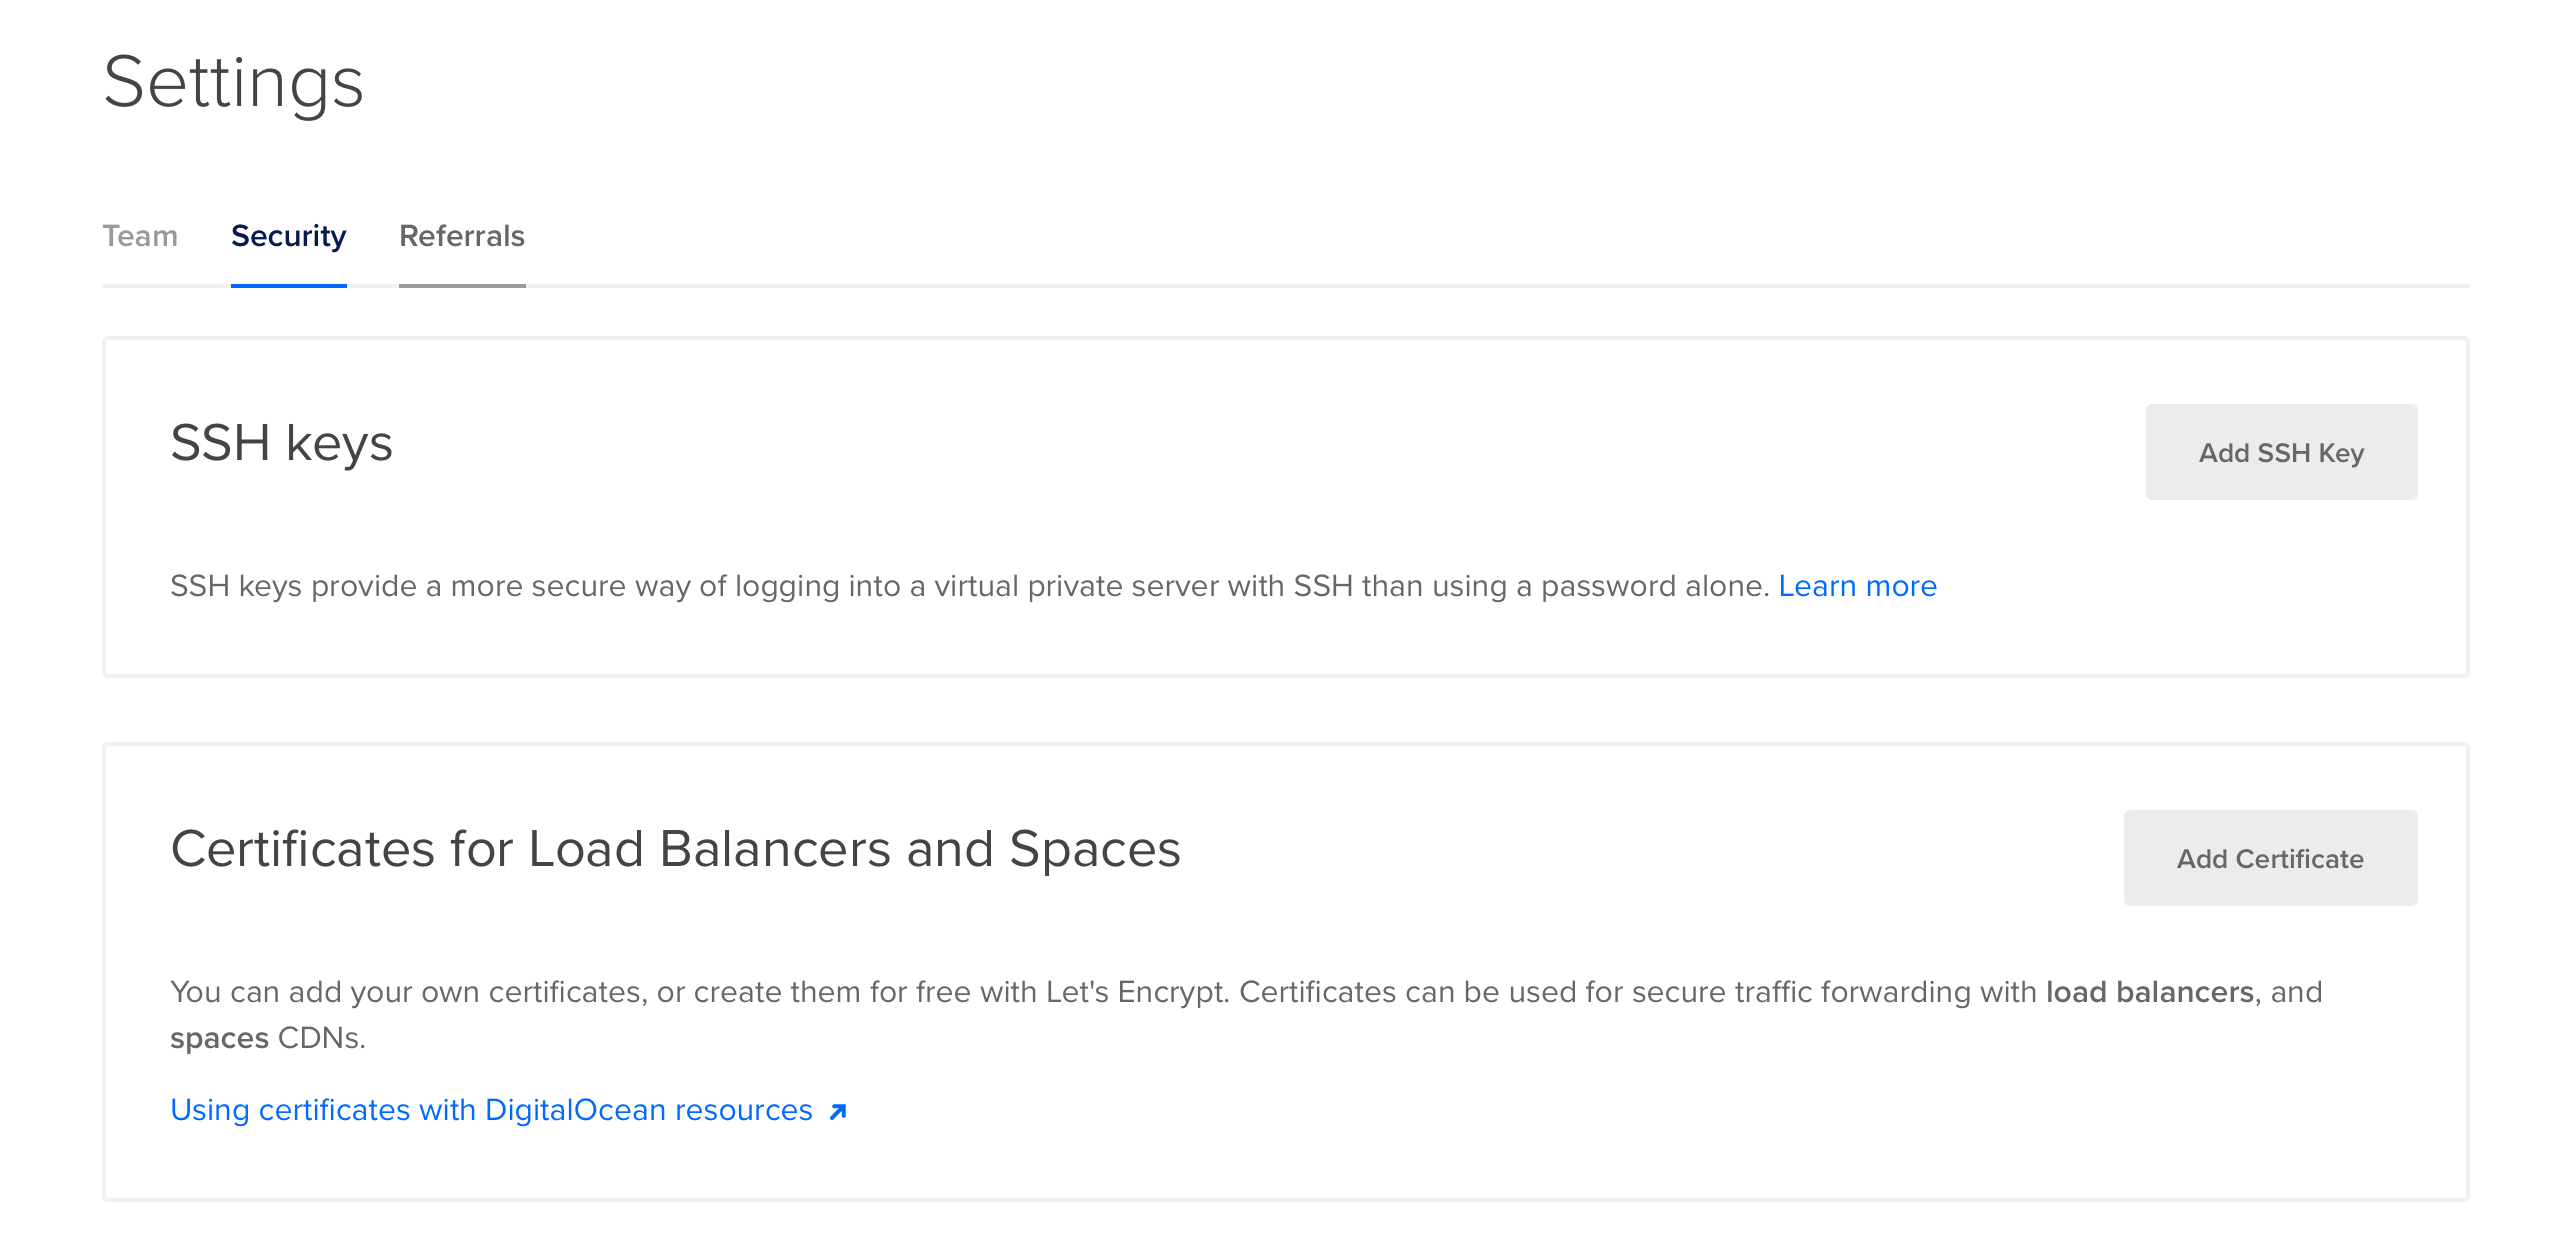 Settings
Team Security Referrals
SSH keys
Add SSH Key
SSH keys provide a more secure way of logging into a virtual private server with SSH than using a password alone. Learn more
Certificates for Load Balancers and Spaces
Add Certificate
You can add your own certificates, or create them for free with Let's Encrypt. Certificates can be used for secure traffic forwarding with load balancers, and
spaces CDNs.
Using certificates with DigitalOcean resources